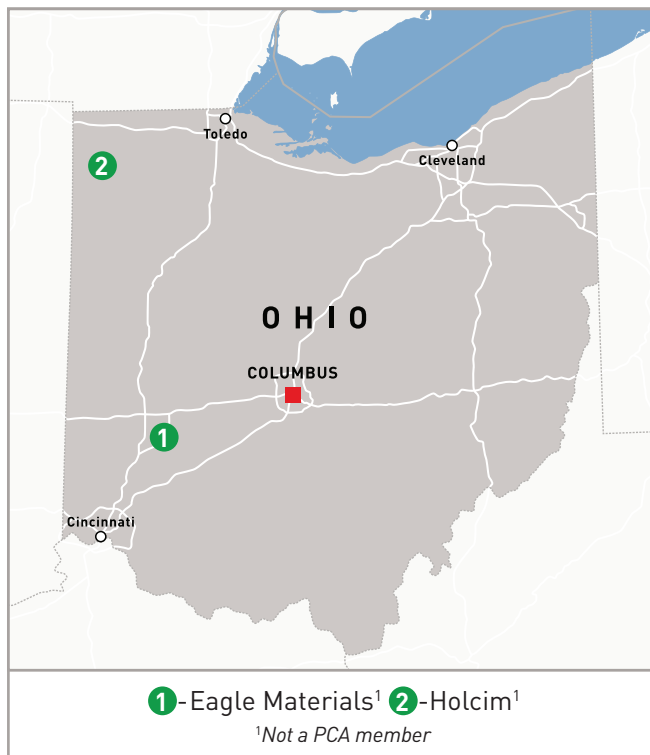 Toledo
Cleveland
2
OHIO
COLUMBUS
1
Cincinnati
1-Eagle Materials¹ 2-Holcim¹
¹Not a PCA member